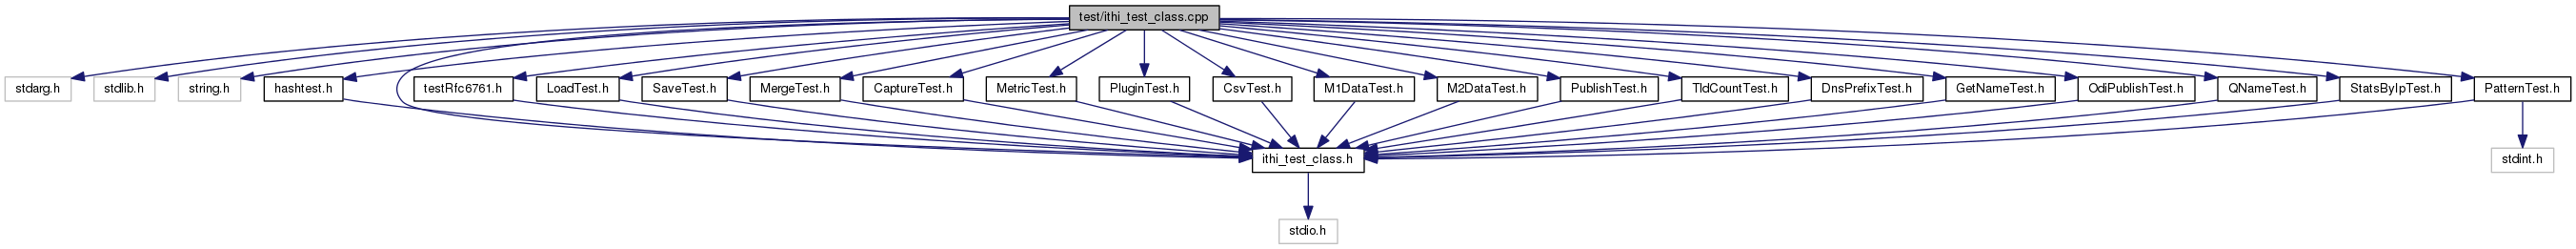 test/ithi_test_class.cpp
stdarg.h
stdlib.h
string.h
hashtest.h
testRfc6761.h
LoadTest.h
SaveTest.h
MergeTest.h
CaptureTest.h
MetricTest.h
PluginTest.h
CsvTest.h
M1DataTest.h
M2DataTest.h
PublishTest.h
TldCountTest.h
DnsPrefixTest.h
GetNameTest.h
OdiPublishTest.h
QNameTest.h
StatsByIpTest.h
PatternTest.h
ithi_test_class.h
stdint.h
stdio.h